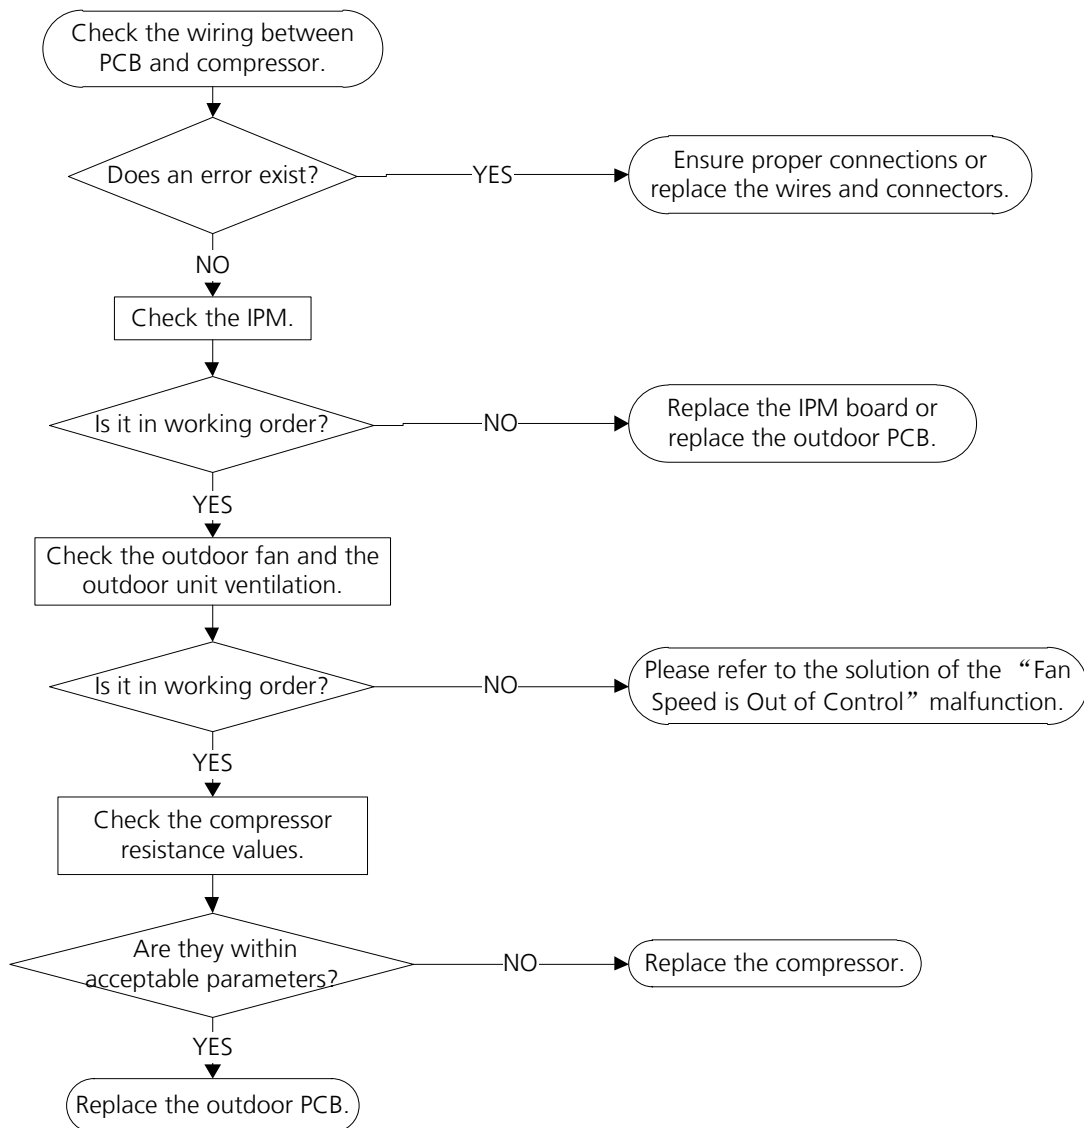 Check the wiring between
PCB and compressor.
Does an error exist?
YES
Ensure proper connections or
replace the wires and connectors.
NO
Check the IPM.
Is it in working order?
NO
Replace the IPM board or
replace the outdoor PCB.
YES
Check the outdoor fan and the
outdoor unit ventilation.
Is it in working order?
NO
Please refer to the solution of the “Fan
Speed is Out of Control” malfunction.
YES
Check the compressor
resistance values.
Are they within
acceptable parameters?
NO
Replace the compressor.
YES
Replace the outdoor PCB.